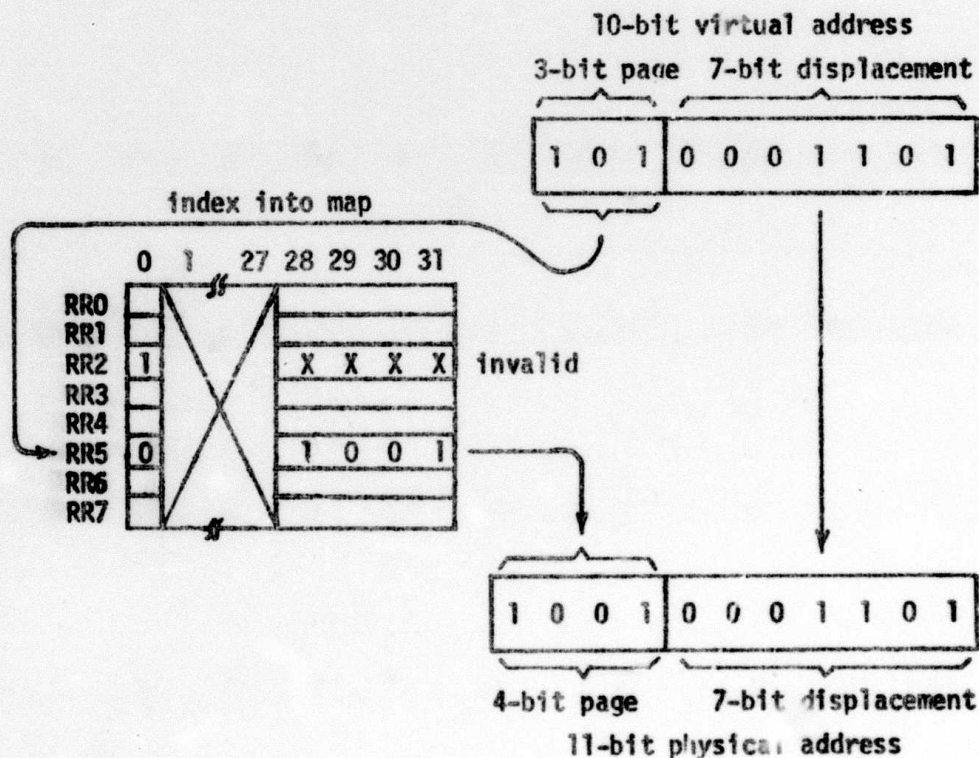 10-bit virtual address
3-bit page 7-bit displacement
1 0 1 0 0 0 1 1 0 1
index into map
0 1 27 28 29 30 31
RR0
RR1
RR2 1 X X X X invalid
RR3
RR4
RR5 0 1 0 0 1
RR6
RR7
1 0 0 1 0 0 0 1 1 0 1
4-bit page 7-bit displacement
11-bit physical address